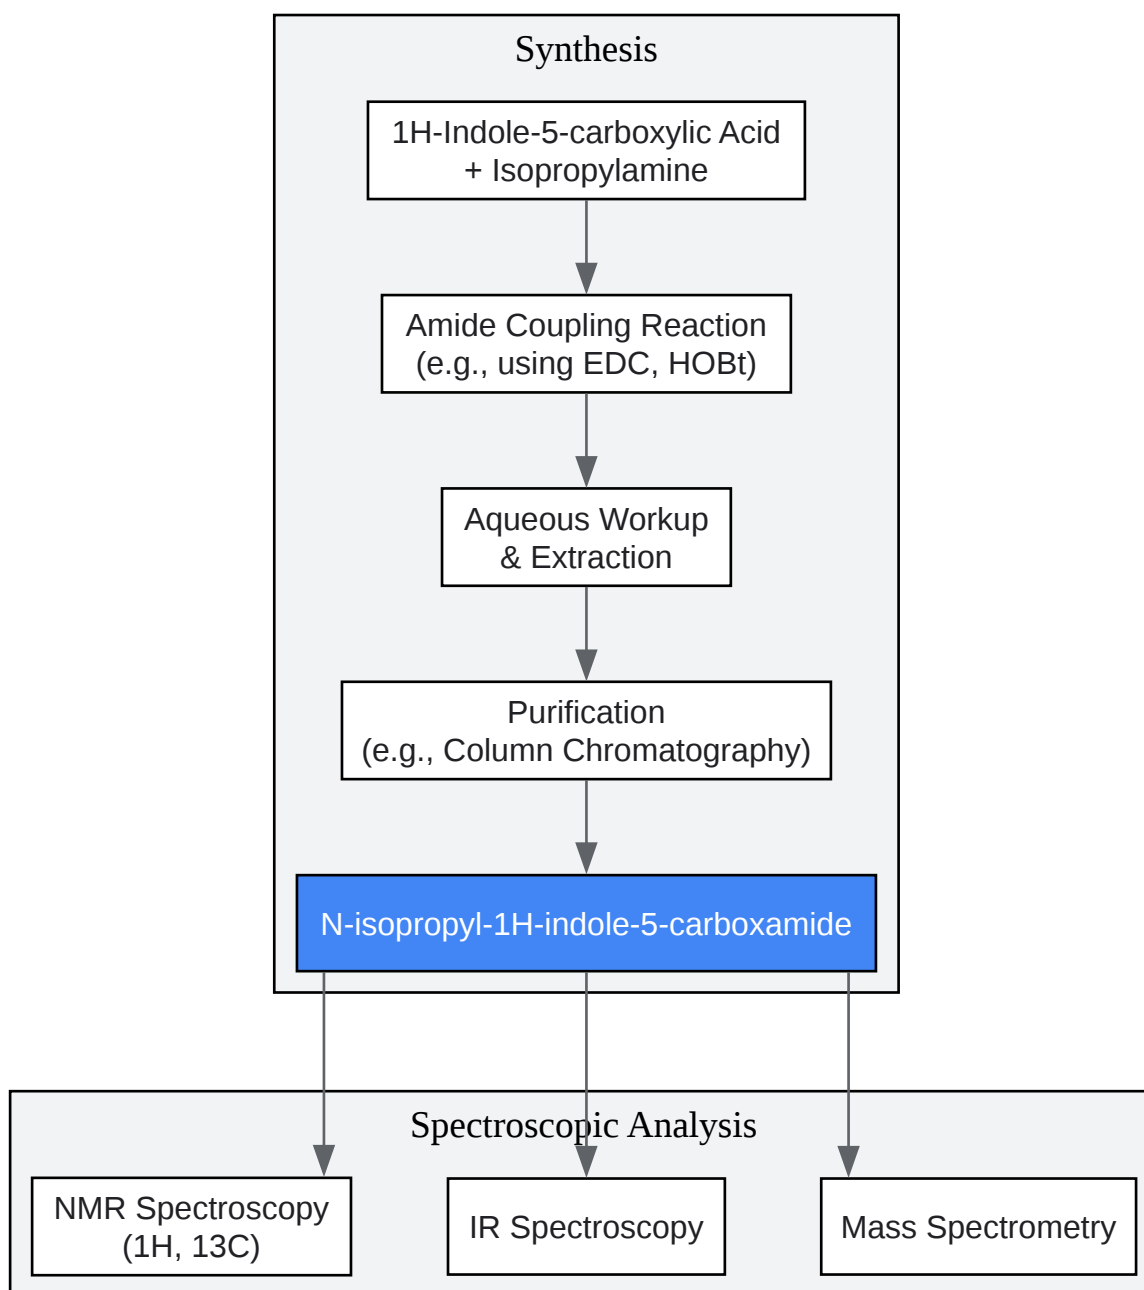 Synthesis
1H-Indole-5-carboxylic Acid
+ Isopropylamine
Amide Coupling Reaction
(e.g., using EDC, HOBt)
Aqueous Workup
& Extraction
Purification
(e.g., Column Chromatography)
N-isopropyl-1H-indole-5-carboxamide
Spectroscopic Analysis
NMR Spectroscopy
(1H, 13C)
IR Spectroscopy
Mass Spectrometry